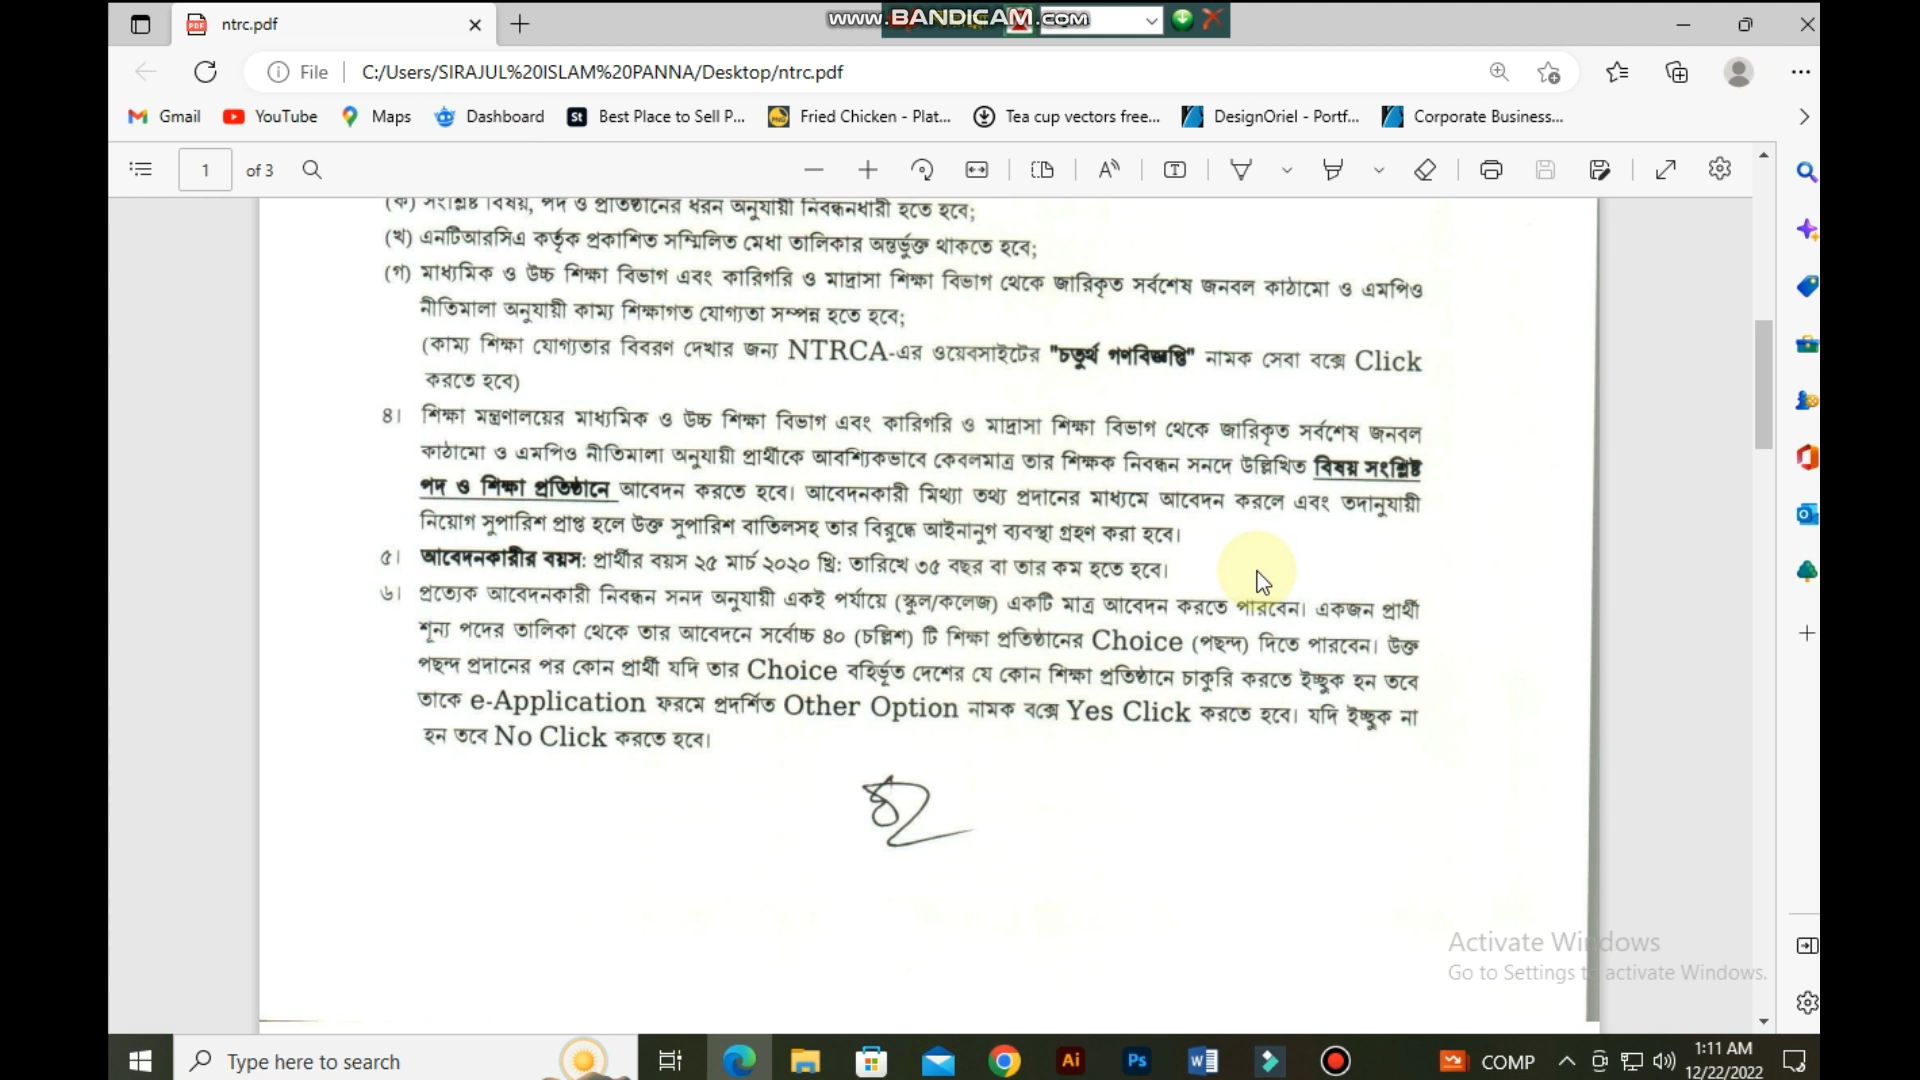 ntrc.pdf
www.BANDICAM.com
File
C:/Users/SIRAJUL%20ISLAM%20PANNA/Desktop/ntrc.pdf
Gmail YouTube Maps Dashboard Best Place to Sell P... Fried Chicken - Plat... Tea cup vectors free... DesignOriel - Portf... Corporate Business...
1 of 3
(ক) সংশ্লিষ্ট বিষয়, পদ ও প্রতিষ্ঠানের ধরন অনুযায়ী নিবন্ধনধারী হতে হবে;
(খ) এনটিআরসিএ কর্তৃক প্রকাশিত সম্মিলিত মেধা তালিকার অন্তর্ভুক্ত থাকতে হবে;
(গ) মাধ্যমিক ও উচ্চ শিক্ষা বিভাগ এবং কারিগরি ও মাদ্রাসা শিক্ষা বিভাগ থেকে জারিকৃত সর্বশেষ জনবল কাঠামো ও এমপিও
নীতিমালা অনুযায়ী কাম্য শিক্ষাগত যোগ্যতা সম্পন্ন হতে হবে;
(কাম্য শিক্ষা যোগ্যতার বিবরণ দেখার জন্য NTRCA-এর ওয়েবসাইটের "চতুর্থ গণবিজ্ঞপ্তি" নামক সেবা বক্সে Click
করতে হবে)
৪। শিক্ষা মন্ত্রণালয়ের মাধ্যমিক ও উচ্চ শিক্ষা বিভাগ এবং কারিগরি ও মাদ্রাসা শিক্ষা বিভাগ থেকে জারিকৃত সর্বশেষ জনবল
কাঠামো ও এমপিও নীতিমালা অনুযায়ী প্রার্থীকে আবশ্যিকভাবে কেবলমাত্র তার শিক্ষক নিবন্ধন সনদে উল্লিখিত বিষয় সংশ্লিষ্ট
পদ ও শিক্ষা প্রতিষ্ঠানে আবেদন করতে হবে। আবেদনকারী মিথ্যা তথ্য প্রদানের মাধ্যমে আবেদন করলে এবং তদানুযায়ী
নিয়োগ সুপারিশ প্রাপ্ত হলে উক্ত সুপারিশ বাতিলসহ তার বিরুদ্ধে আইনানুগ ব্যবস্থা গ্রহণ করা হবে।
৫। আবেদনকারীর বয়স: প্রার্থীর বয়স ২৫ মার্চ ২০২০ খ্রি: তারিখে ৩৫ বছর বা তার কম হতে হবে।
৬। প্রত্যেক আবেদনকারী নিবন্ধন সনদ অনুযায়ী একই পর্যায়ে (স্কুল/কলেজ) একটি মাত্র আবেদন করতে পারবেন। একজন প্রার্থী
শূন্য পদের তালিকা থেকে তার আবেদনে সর্বোচ্চ ৪০ (চল্লিশ) টি শিক্ষা প্রতিষ্ঠানের Choice (পছন্দ) দিতে পারবেন। উক্ত
পছন্দ প্রদানের পর কোন প্রার্থী যদি তার Choice বহির্ভূত দেশের যে কোন শিক্ষা প্রতিষ্ঠানে চাকুরি করতে ইচ্ছুক হন তবে
তাকে e-Application ফরমে প্রদর্শিত Other Option নামক বক্সে Yes Click করতে হবে। যদি ইচ্ছুক না
হন তবে No Click করতে হবে।
Activate Windows
Go to Settings to activate Windows.
Type here to search
COMP
1:11 AM
12/22/2022